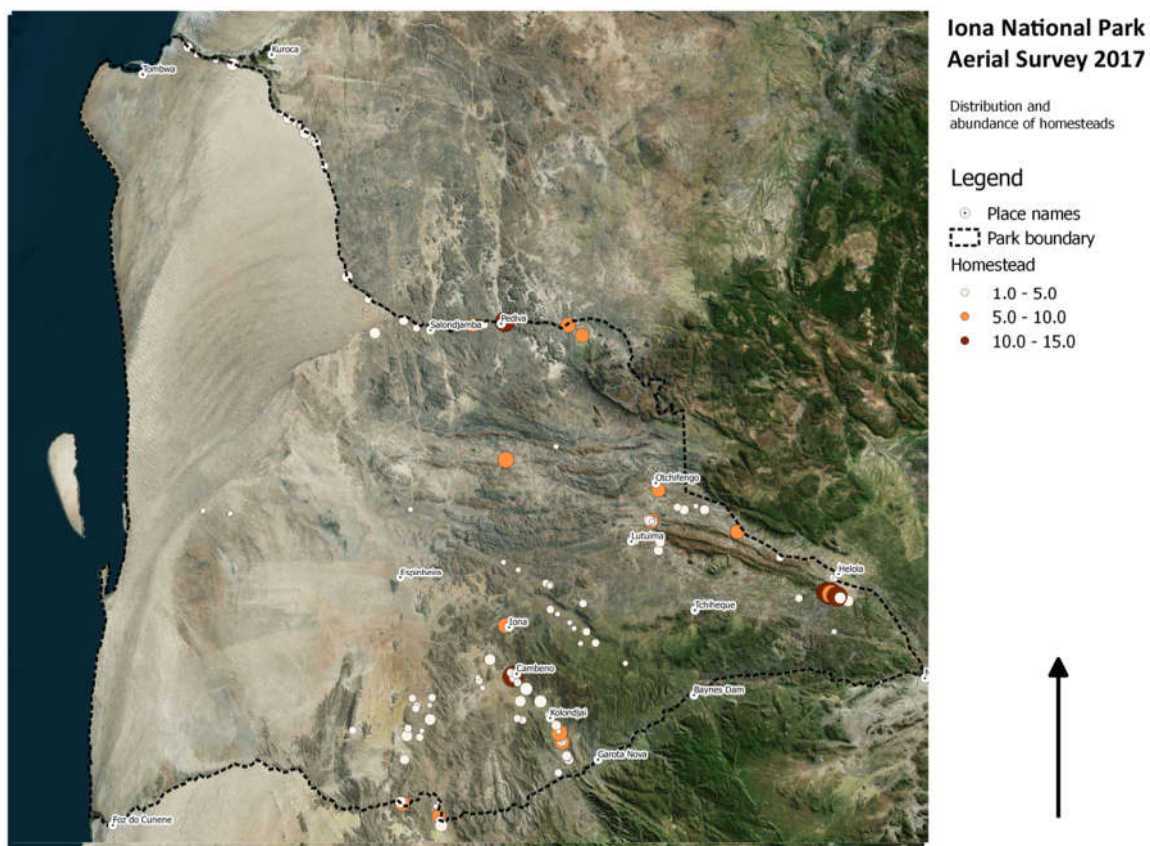 Iona National Park
Aerial Survey 2017
Distribution and
abundance of homesteads
Legend
Place names
Park boundary
Homestead
1.0 - 5.0
5.0 - 10.0
10.0 - 15.0
Kuroca
Tombwa
Salondjamba
Pediva
Otchifengo
Lutuima
Espinheira
Heloia
Tchiheque
Iona
Cambeno
Baynes Dam
Kolondjai
Garota Nova
Foz do Cunene